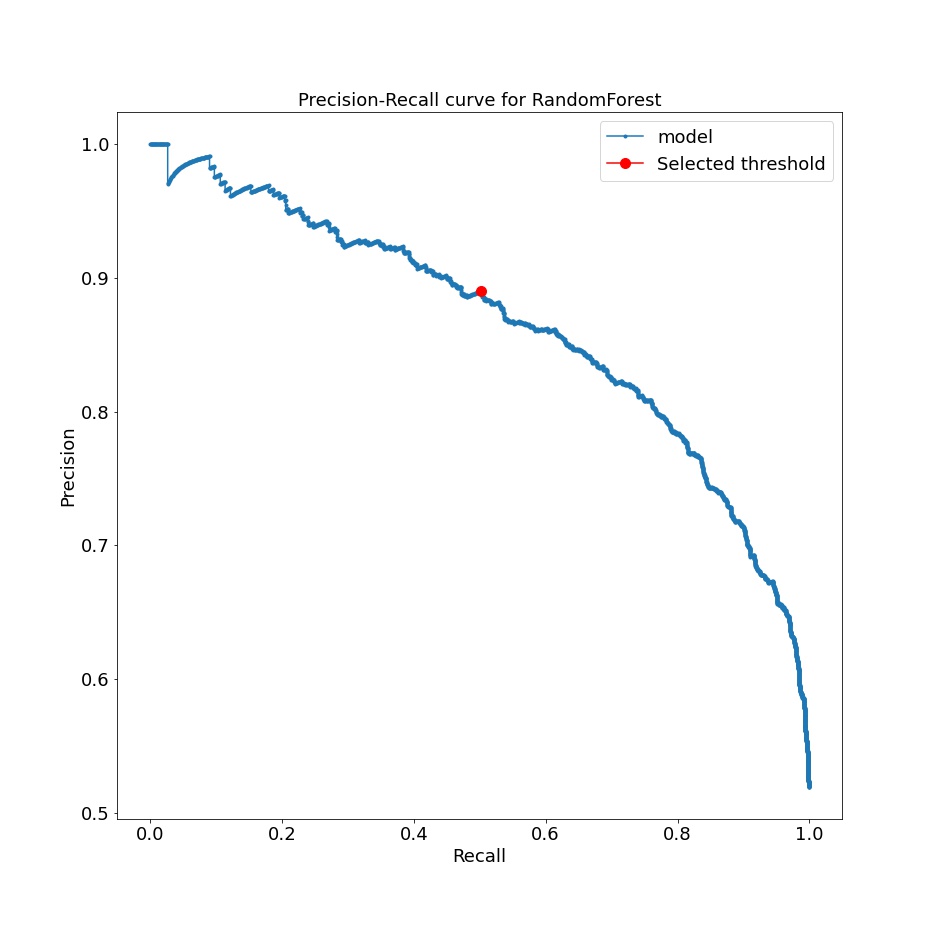 Precision-Recall curve for RandomForest
model
Selected threshold
1.0
0.9
0.8
0.7
0.6
0.5
Precision
0.0 0.2 0.4 0.6 0.8 1.0
Recall